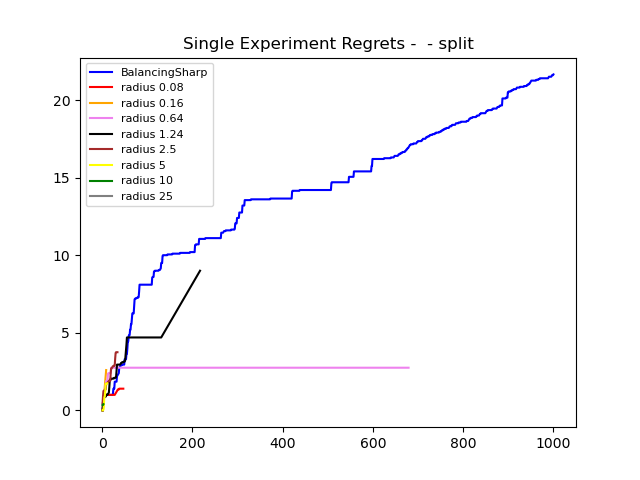 Single Experiment Regrets -  - split
BalancingSharp
radius 0.08
radius 0.16
radius 0.64
radius 1.24
radius 2.5
radius 5
radius 10
radius 25
20
15
10
5
0
0 200 400 600 800 1000